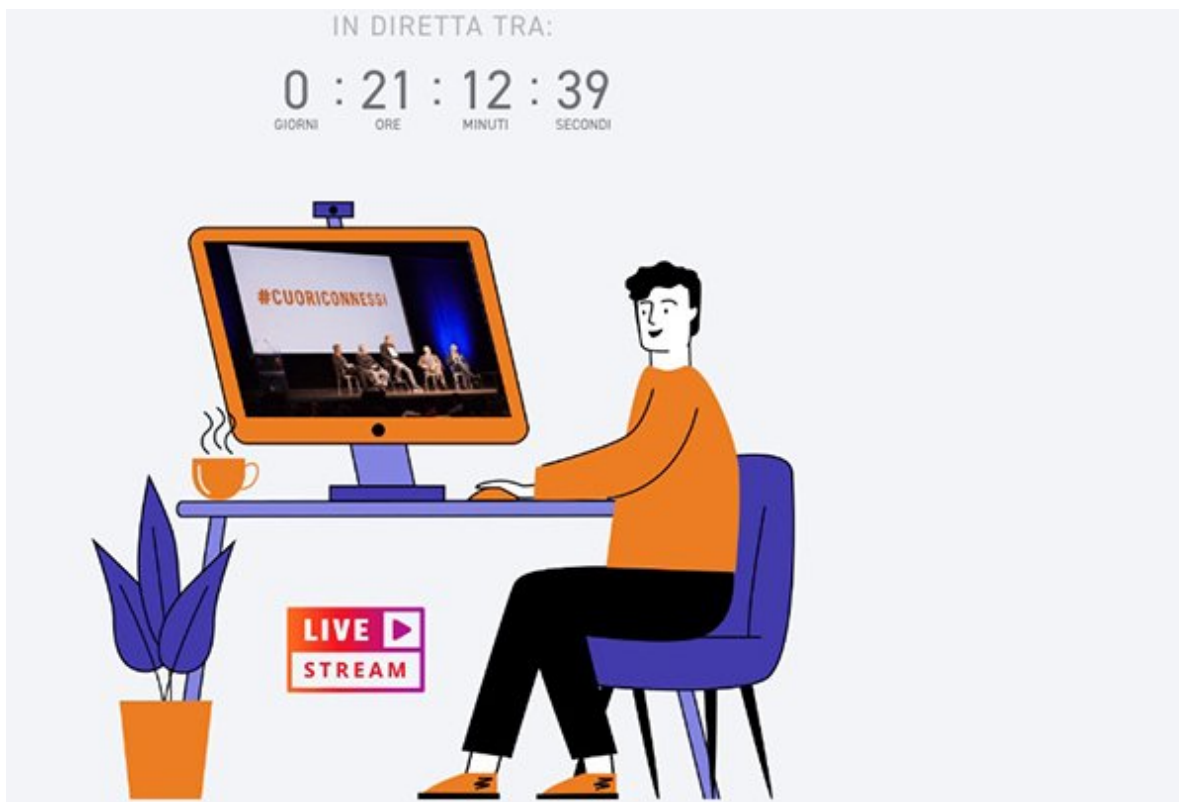 IN DIRETTA TRA:
0 : 21 : 12 : 39
GIORNI ORE MINUTI SECONDI
#CUORICONNESSI
LIVE
STREAM